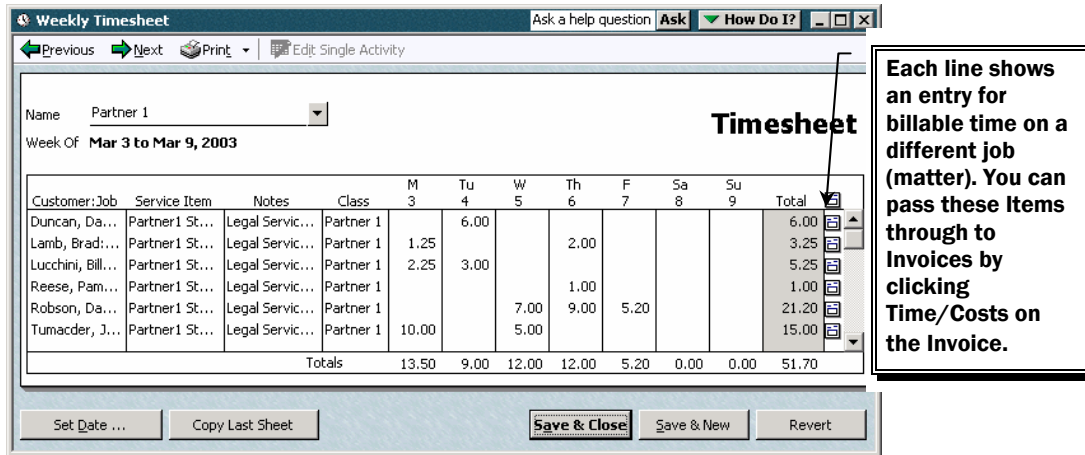 Weekly Timesheet Ask a help question Ask How Do I?
Previous Next Print Edit Single Activity
Name Partner 1
Timesheet
Week Of Mar 3 to Mar 9, 2003
M Tu W Th F Sa Su
Customer:Job Service Item Notes Class 3 4 5 6 7 8 9 Total
Duncan, Da... Partner1 St... Legal Servic... Partner 1 6.00 6.00
Lamb, Brad:... Partner1 St... Legal Servic... Partner 1 1.25 2.00 3.25
Lucchini, Bill... Partner1 St... Legal Servic... Partner 1 2.25 3.00 5.25
Reese, Pam... Partner1 St... Legal Servic... Partner 1 1.00 1.00
Robson, Da... Partner1 St... Legal Servic... Partner 1 7.00 9.00 5.20 21.20
Tumacder, J... Partner1 St... Legal Servic... Partner 1 10.00 5.00 15.00
Totals 13.50 9.00 12.00 12.00 5.20 0.00 0.00 51.70
Set Date ... Copy Last Sheet Save & Close Save & New Revert
Each line shows
an entry for
billable time on a
different job
(matter). You can
pass these Items
through to
Invoices by
clicking
Time/Costs on
the Invoice.